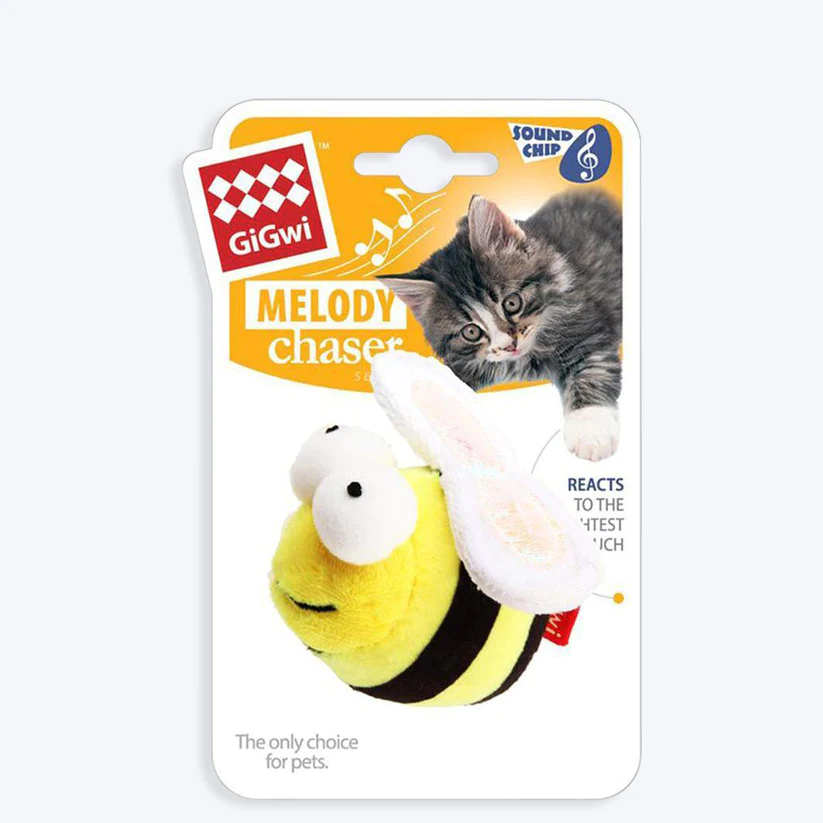 SOUND
CHIP
™
GiGwi
MELODY
chaser
REACTS
TO THE
The only choice
for pets.